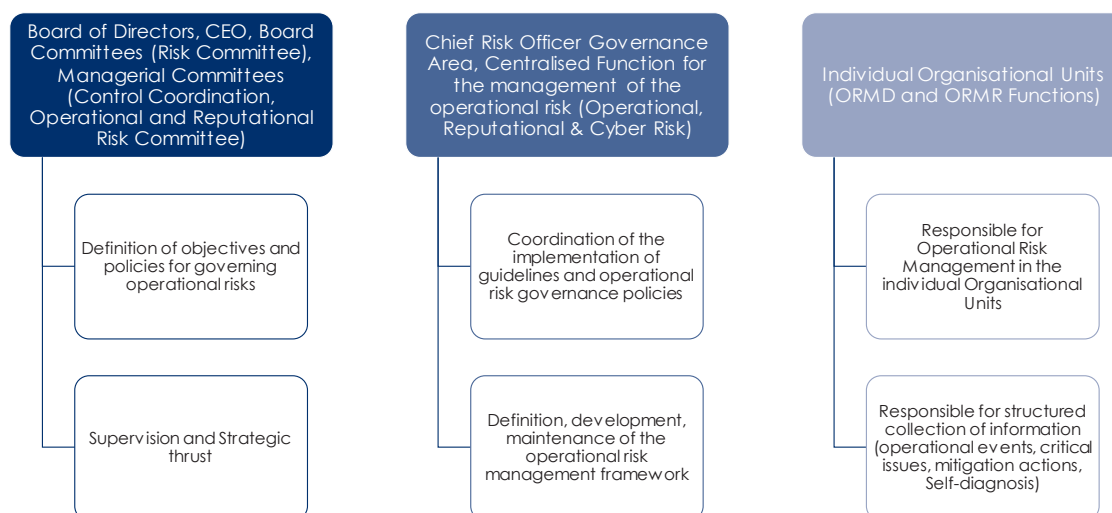 Board of Directors, CEO, Board
Committees (Risk Committee),
Managerial Committees
(Control Coordination,
Operational and Reputational
Risk Committee)
Definition of objectives and
policies for governing
operational risks
Supervision and Strategic
thrust
Chief Risk Officer Governance
Area, Centralised Function for
the management of the
operational risk (Operational,
Reputational & Cyber Risk)
Coordination of the
implementation of
guidelines and operational
risk governance policies
Definition, development,
maintenance of the
operational risk
management framework
Individual Organisational Units
(ORMD and ORMR Functions)
Responsible for
Operational Risk
Management in the
individual Organisational
Units
Responsible for structured
collection of information
(operational events, critical
issues, mitigation actions,
Self-diagnosis)